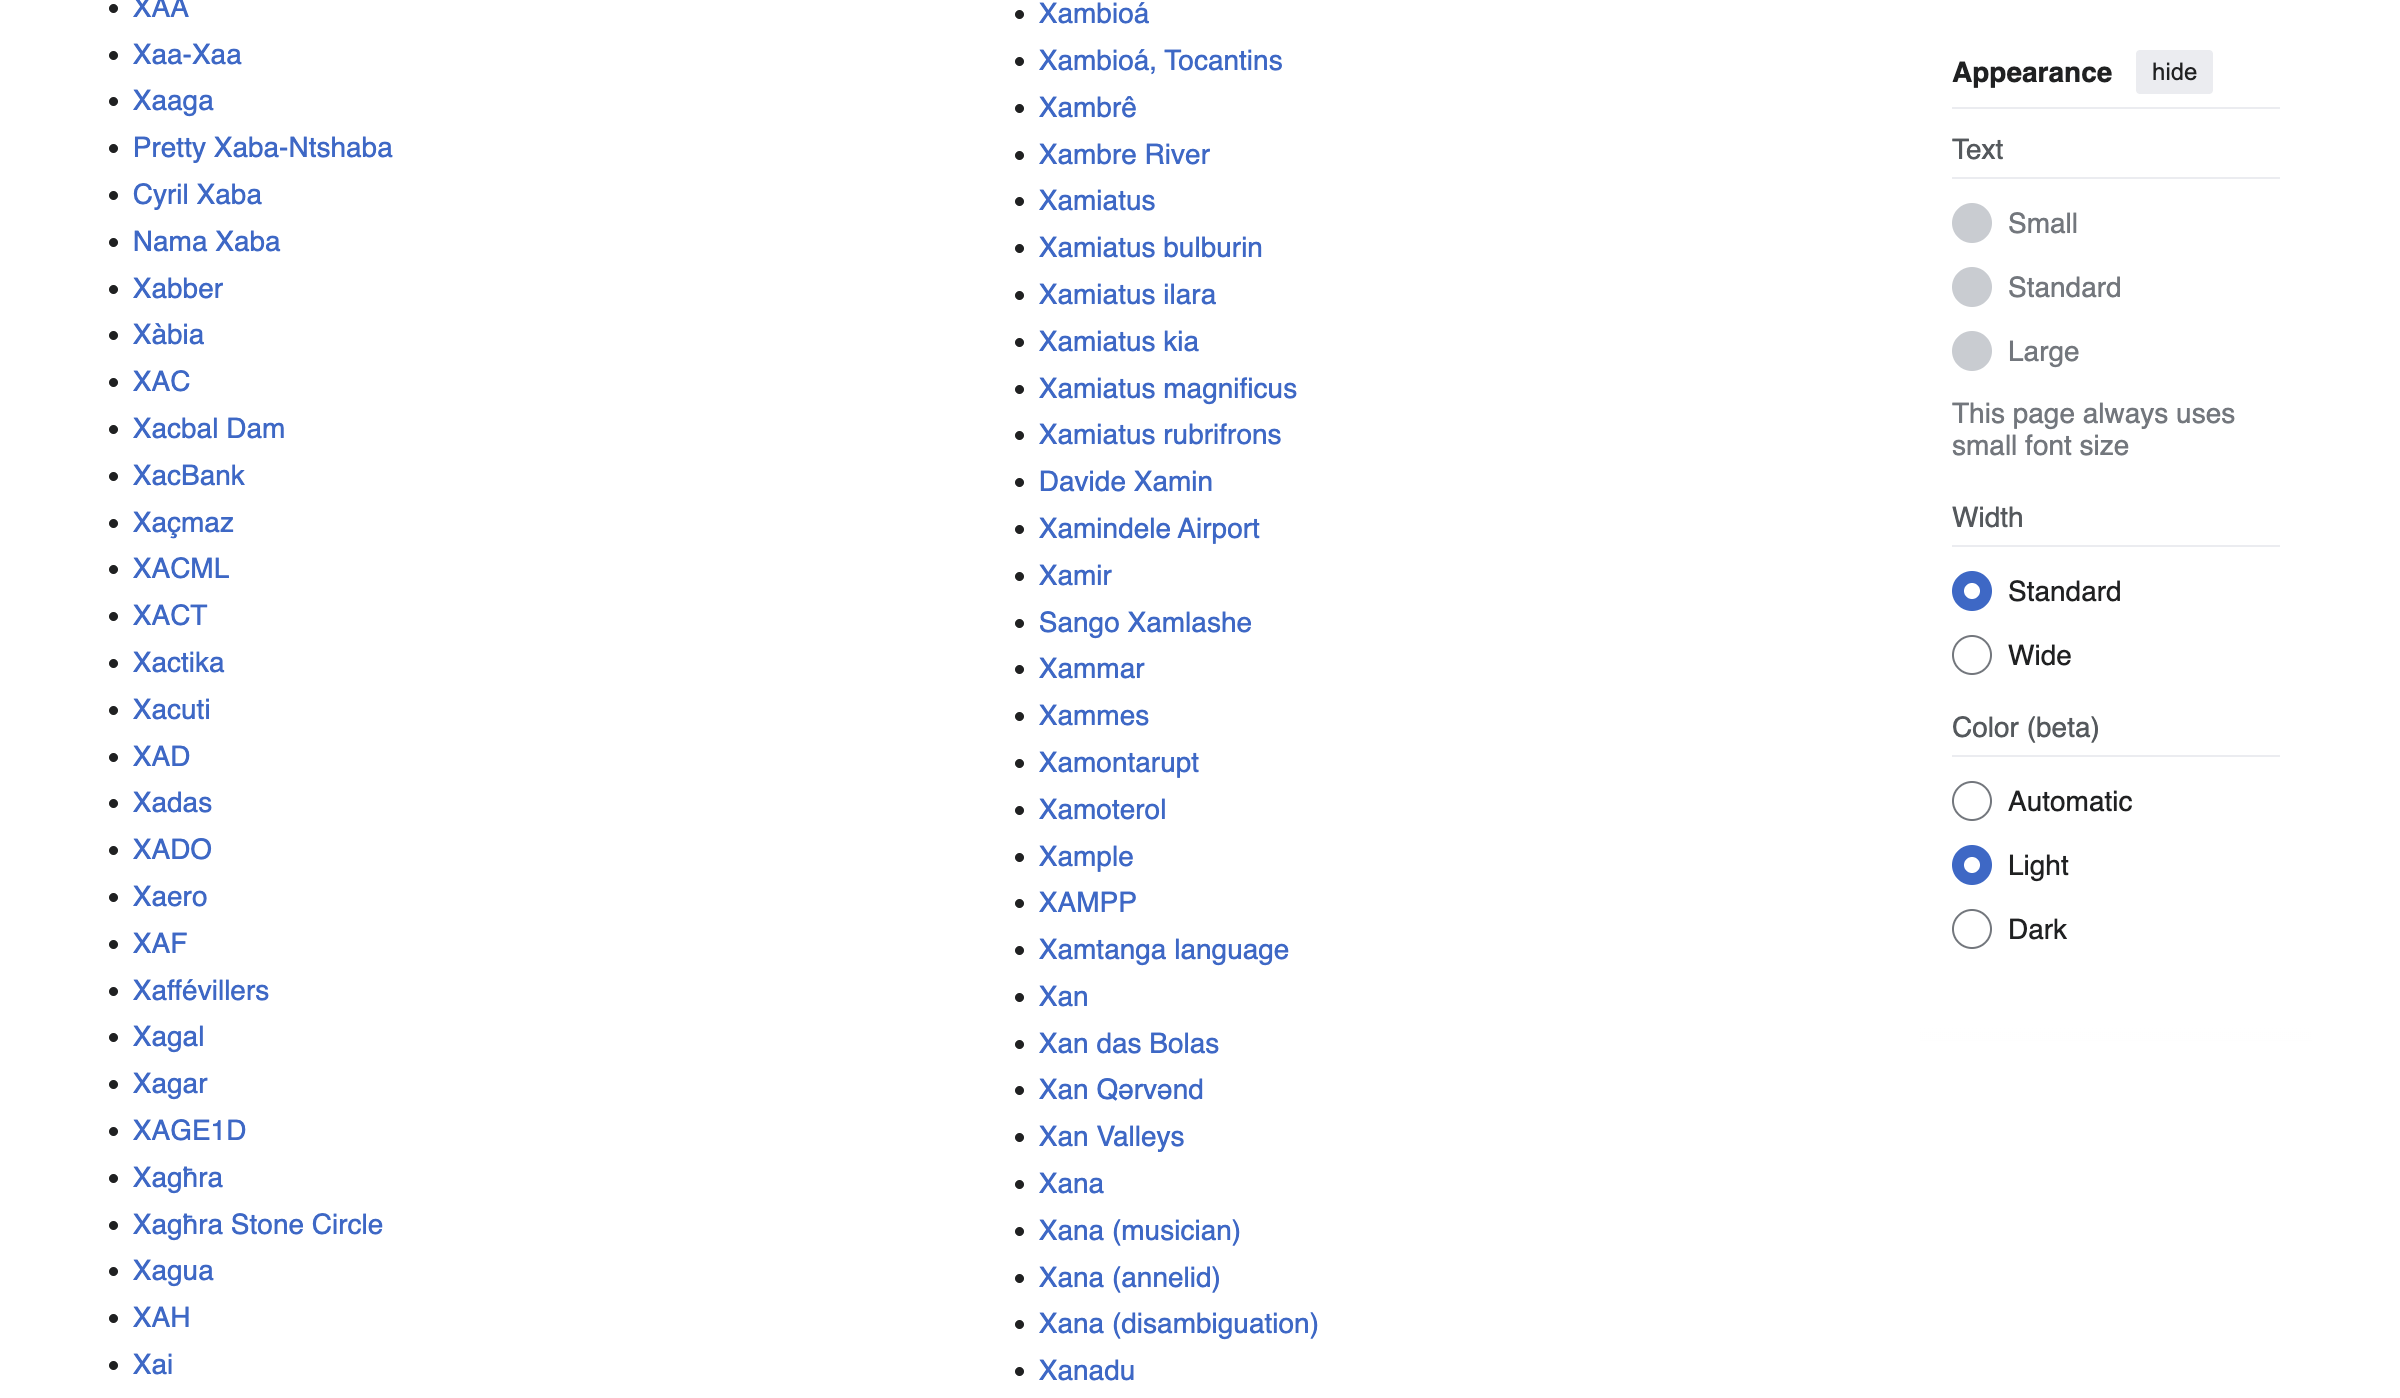 XAA
Xaa-Xaa
Xaaga
Pretty Xaba-Ntshaba
Cyril Xaba
Nama Xaba
Xabber
Xàbia
XAC
Xacbal Dam
XacBank
Xaçmaz
XACML
XACT
Xactika
Xacuti
XAD
Xadas
XADO
Xaero
XAF
Xaffévillers
Xagal
Xagar
XAGE1D
Xagħra
Xagħra Stone Circle
Xagua
XAH
Xai
Xambioá
Xambioá, Tocantins
Xambrê
Xambre River
Xamiatus
Xamiatus bulburin
Xamiatus ilara
Xamiatus kia
Xamiatus magnificus
Xamiatus rubrifrons
Davide Xamin
Xamindele Airport
Xamir
Sango Xamlashe
Xammar
Xammes
Xamontarupt
Xamoterol
Xample
XAMPP
Xamtanga language
Xan
Xan das Bolas
Xan Qərvənd
Xan Valleys
Xana
Xana (musician)
Xana (annelid)
Xana (disambiguation)
Xanadu
Appearance hide
Text
Small
Standard
Large
This page always uses
small font size
Width
Standard
Wide
Color (beta)
Automatic
Light
Dark